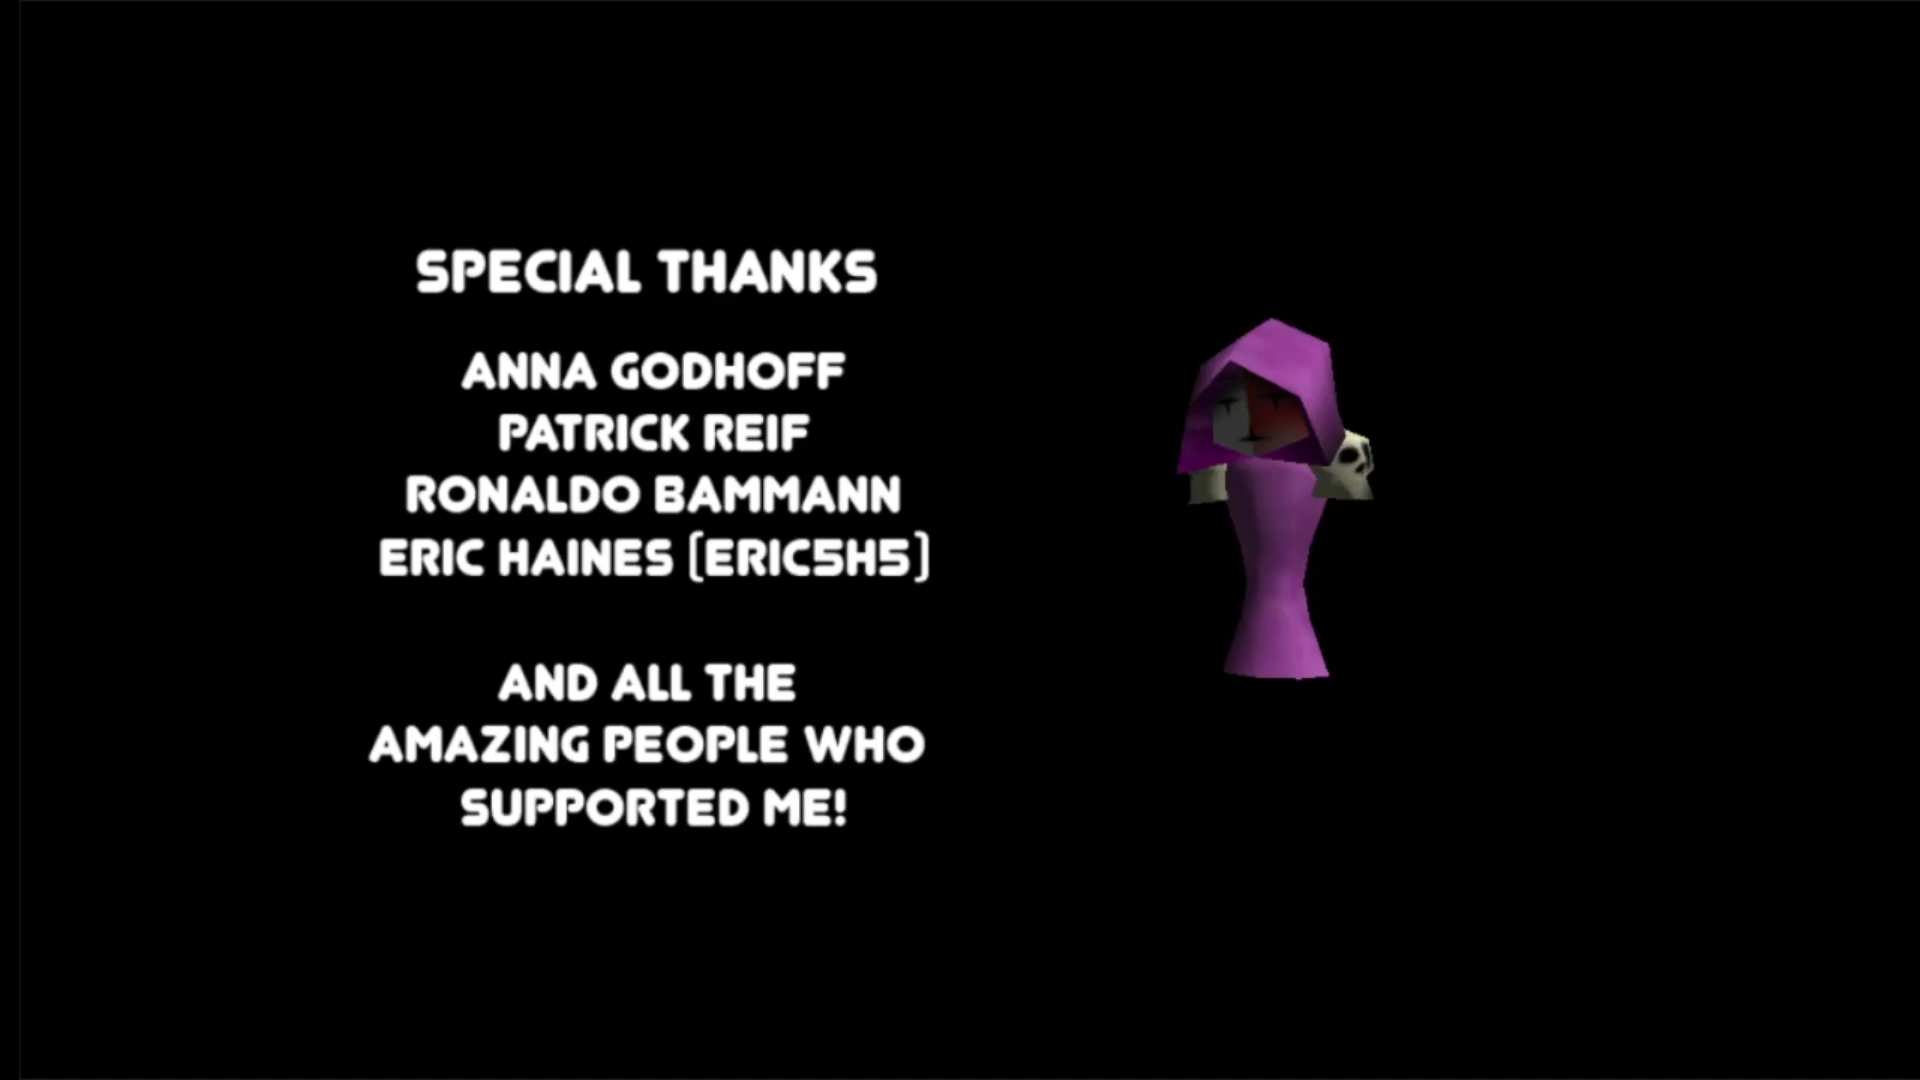 SPECIAL THANKS
ANNA GODHOFF
PATRICK REIF
RONALDO BAMMANN
ERIC HAINES (ERIC5H5)
AND ALL THE
AMAZING PEOPLE WHO
SUPPORTED ME!